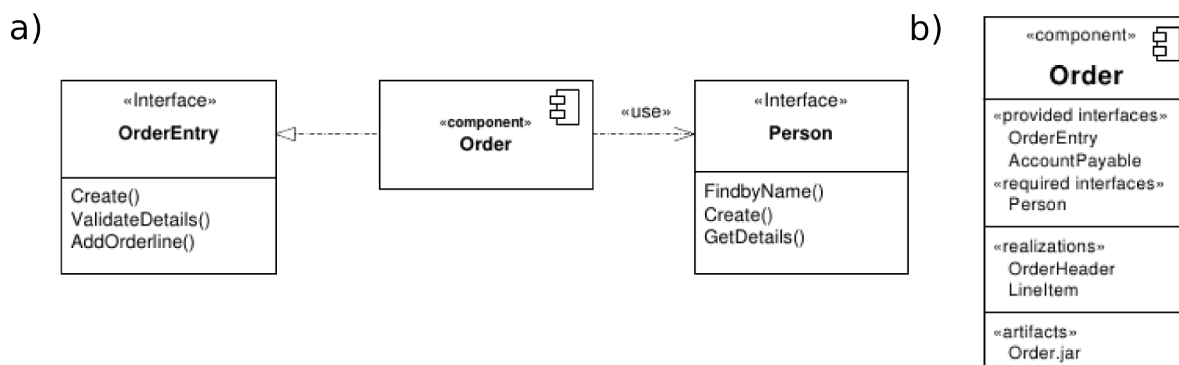 a)
«Interface»
OrderEntry
Create()
ValidateDetails()
AddOrderline()
«component»
Order
«use»
«Interface»
Person
FindbyName()
Create()
GetDetails()
b)
«component»
Order
«provided interfaces»
OrderEntry
AccountPayable
«required interfaces»
Person
«realizations»
OrderHeader
LineItem
«artifacts»
Order.jar